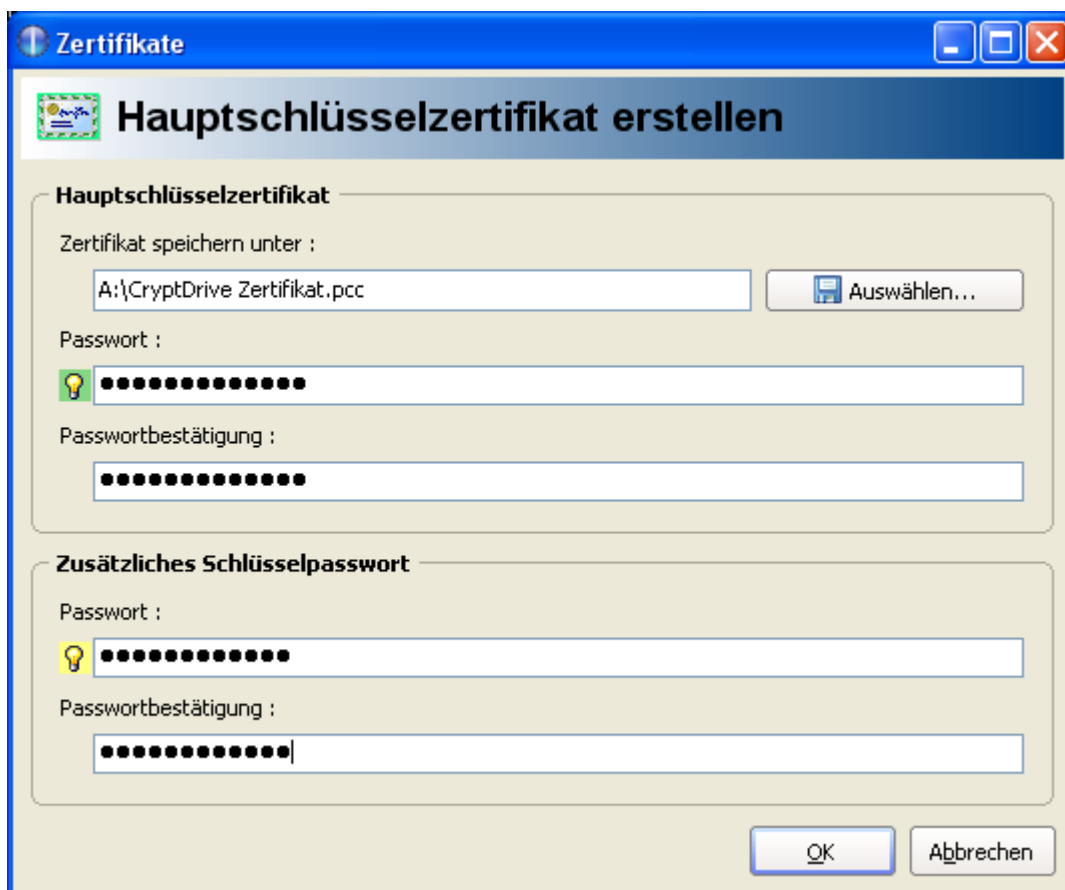 Zertifikate
Hauptschlüsselzertifikat erstellen
Hauptschlüsselzertifikat
Zertifikat speichern unter :
A:\CryptDrive Zertifikat.pcc
Auswählen...
Passwort :
●●●●●●●●●●●●●
Passwortbestätigung :
●●●●●●●●●●●●●
Zusätzliches Schlüsselpasswort
Passwort :
●●●●●●●●●●●●
Passwortbestätigung :
●●●●●●●●●●●●
OK Abbrechen